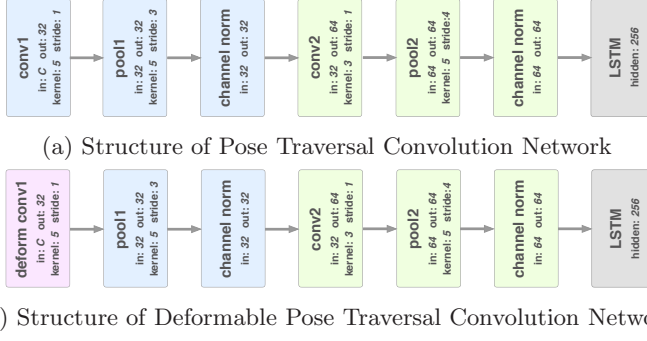 conv1
in: C out: 32
kernel: 5 stride: 1
pool1
in: 32 out: 32
kernel: 5 stride: 3
channel norm
in: 32 out: 32
conv2
in: 32 out: 64
kernel: 3 stride: 1
pool2
in: 64 out: 64
kernel: 5 stride:4
channel norm
in: 64 out: 64
LSTM
hidden: 256
(a) Structure of Pose Traversal Convolution Network
deform conv1
in: C out: 32
kernel: 5 stride: 1
pool1
in: 32 out: 32
kernel: 5 stride: 3
channel norm
in: 32 out: 32
conv2
in: 32 out: 64
kernel: 3 stride: 1
pool2
in: 64 out: 64
kernel: 5 stride:4
channel norm
in: 64 out: 64
LSTM
hidden: 256
) Structure of Deformable Pose Traversal Convolution Netw